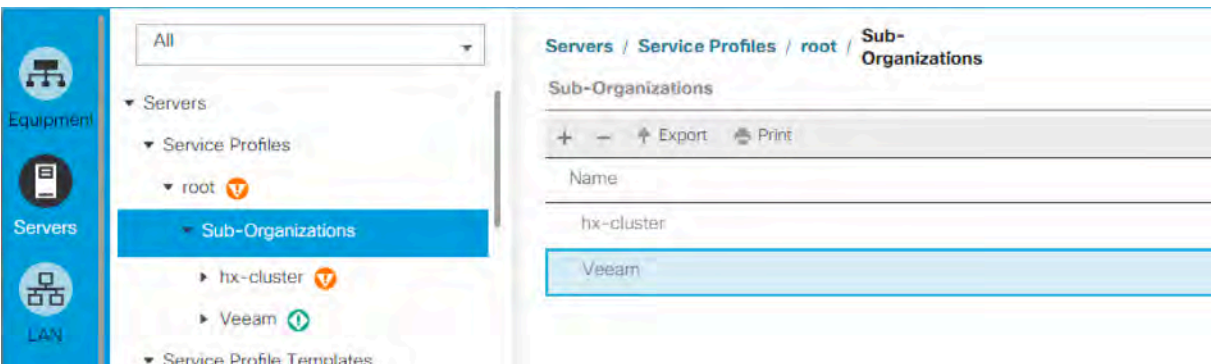 Equipment
Servers
LAN
All
Servers
Service Profiles
root
Sub-Organizations
hx-cluster
Veeam
Service Profile Templates
Servers / Service Profiles / root / Sub-
Organizations
Sub-Organizations
+ − Export Print
Name
hx-cluster
Veeam